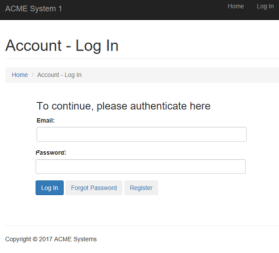 ACME System 1
Home Log In
Account - Log In
Home / Account - Log In
To continue, please authenticate here
Email:
Password:
Log In Forgot Password Register
Copyright © 2017 ACME Systems